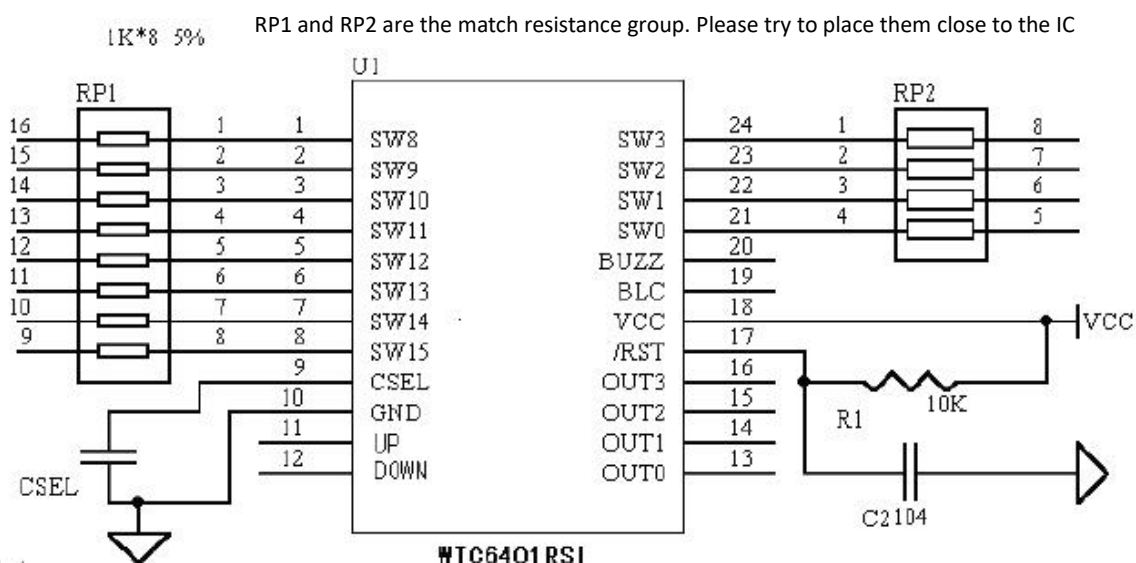 RP1 and RP2 are the match resistance group. Please try to place them close to the IC
1K*8 5%
U1
RP1
RP2
16 1 1 SW8 SW3 24 1 8
15 2 2 SW9 SW2 23 2 7
14 3 3 SW10 SW1 22 3 6
13 4 4 SW11 SW0 21 4 5
12 5 5 SW12 BUZZ 20
11 6 6 SW13 BLC 19
10 7 7 SW14 VCC 18 VCC
9 8 8 SW15 /RST 17
9 CSEL OUT3 16
10K
10 GND OUT2 15
R1
11 UP OUT1 14
12 DOWN OUT0 13
CSEL
C2 104
WTC6401RSI